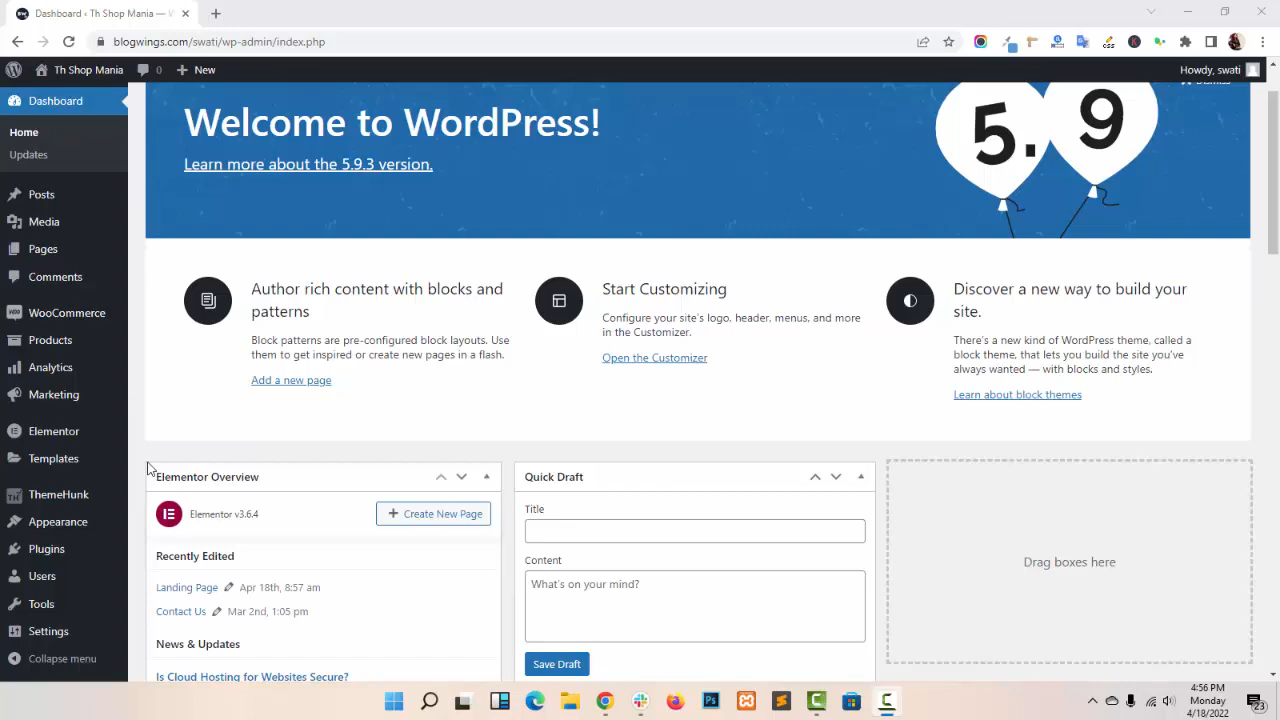 Dashboard ‹ Th Shop Mania —
blogwings.com/swati/wp-admin/index.php
Th Shop Mania
0
New
Howdy, swati
Dashboard
Home
Updates
Posts
Media
Pages
Comments
WooCommerce
Products
Analytics
Marketing
Elementor
Templates
ThemeHunk
Appearance
Plugins
Users
Tools
Settings
Collapse menu
Welcome to WordPress!
Learn more about the 5.9.3 version.
5.9
Author rich content with blocks and
patterns
Block patterns are pre-configured block layouts. Use
them to get inspired or create new pages in a flash.
Add a new page
Start Customizing
Configure your site's logo, header, menus, and more
in the Customizer.
Open the Customizer
Discover a new way to build your
site.
There's a new kind of WordPress theme, called a
block theme, that lets you build the site you've
always wanted — with blocks and styles.
Learn about block themes
Elementor Overview
Elementor v3.6.4
Create New Page
Recently Edited
Landing Page Apr 18th, 8:57 am
Contact Us Mar 2nd, 1:05 pm
News & Updates
Is Cloud Hosting for Websites Secure?
Quick Draft
Title
Content
What's on your mind?
Save Draft
Drag boxes here
4:56 PM
Monday
4/18/2022
23